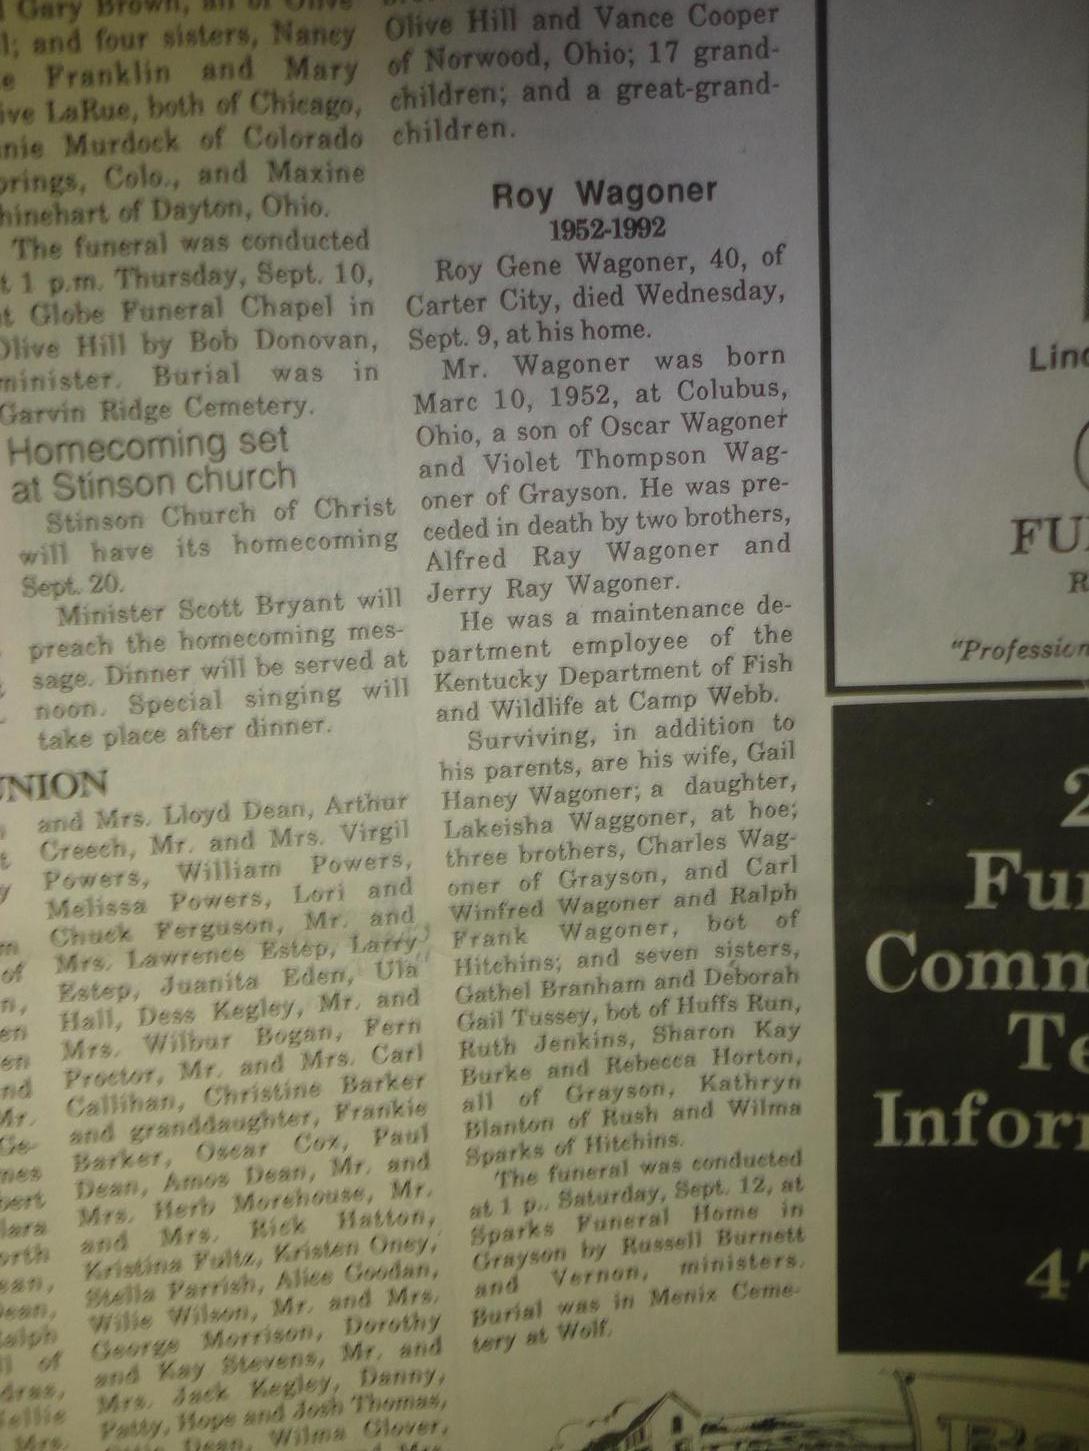 Gary Brown, all of Olive
l; and four sisters, Nancy
e Franklin and Mary
ive LaRue, both of Chicago,
nie Murdock of Colorado
prings, Colo., and Maxine
hinehart of Dayton, Ohio.
The funeral was conducted
t 1 p.m. Thursday, Sept. 10,
t Globe Funeral Chapel in
Olive Hill by Bob Donovan,
minister. Burial was in
Garvin Ridge Cemetery.
Homecoming set
at Stinson church
Stinson Church of Christ
will have its homecoming
Sept. 20.
Minister Scott Bryant will
preach the homecoming mes-
sage. Dinner will be served at
noon. Special singing will
take place after dinner.
UNION
and Mrs. Lloyd Dean, Arthur
Creech, Mr. and Mrs. Virgil
Powers, William Powers,
Melissa Powers, Lori and
Chuck Ferguson, Mr. and
Mrs. Lawrence Estep, Larry
Estep, Juanita Eden, Ula
Hall, Dess Kegley, Mr. and
Mrs. Wilbur Bogan, Fern
Proctor, Mr. and Mrs. Carl
Callihan, Christine Barker
and granddaughter, Frankie
Barker, Oscar Cox, Paul
Dean, Amos Dean, Mr. and
Mrs. Herb Morehouse, Mr.
and Mrs. Rick Hatton,
Kristina Fultz, Kristen Oney,
Stella Parrish, Alice Goodan,
Wilie Wilson, Mr. and Mrs.
George Morrison, Dorothy
and Kay Stevens, Mr. and
Mrs. Jack Kegley, Danny,
Patty, Hope and Josh Thomas,
Dean, Wilma Glover,
Olive Hill and Vance Cooper
of Norwood, Ohio; 17 grand-
children; and a great-grand-
children.
Roy Wagoner
1952-1992
Roy Gene Wagoner, 40, of
Carter City, died Wednesday,
Sept. 9, at his home.
Mr. Wagoner was born
Marc 10, 1952, at Colubus,
Ohio, a son of Oscar Wagoner
and Violet Thompson Wag-
oner of Grayson. He was pre-
ceded in death by two brothers,
Alfred Ray Wagoner and
Jerry Ray Wagoner.
He was a maintenance de-
partment employee of the
Kentucky Department of Fish
and Wildlife at Camp Webb.
Surviving, in addition to
his parents, are his wife, Gail
Haney Wagoner; a daughter,
Lakeisha Waggoner, at hoe;
three brothers, Charles Wag-
oner of Grayson, and Carl
Winfred Wagoner and Ralph
Frank Wagoner, bot of
Hitchins; and seven sisters,
Gathel Branham and Deborah
Gail Tussey, bot of Huffs Run,
Ruth Jenkins, Sharon Kay
Burke and Rebecca Horton,
all of Grayson, Kathryn
Blanton of Rush and Wilma
Sparks of Hitchins.
The funeral was conducted
at 1 p.. Saturday, Sept. 12, at
Sparks Funeral Home in
Grayson by Russell Burnett
and Vernon, ministers.
Burial was in Menix Ceme-
tery at Wolf.
Linc
FU
R
"Profession
2
Fu
Comm
Te
Infor
47